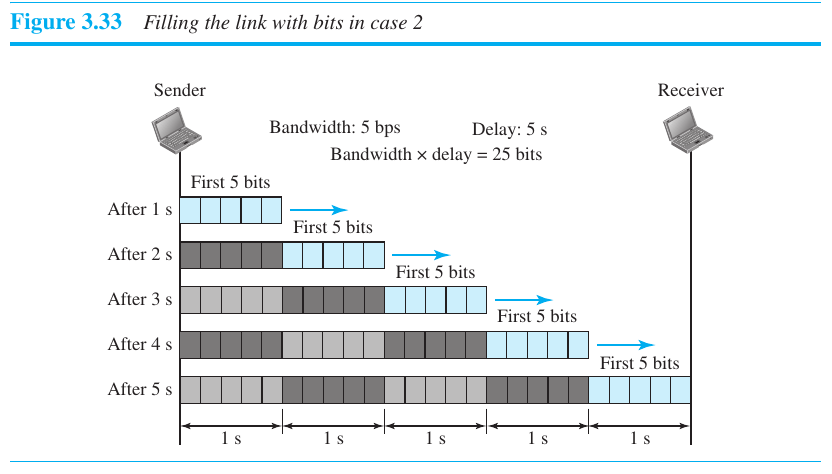 Figure 3.33 Filling the link with bits in case 2
Sender
Receiver
Bandwidth: 5 bps
Delay: 5 s
Bandwidth × delay = 25 bits
First 5 bits
After 1 s
First 5 bits
After 2 s
First 5 bits
After 3 s
First 5 bits
After 4 s
First 5 bits
After 5 s
1 s
1 s
1 s
1 s
1 s